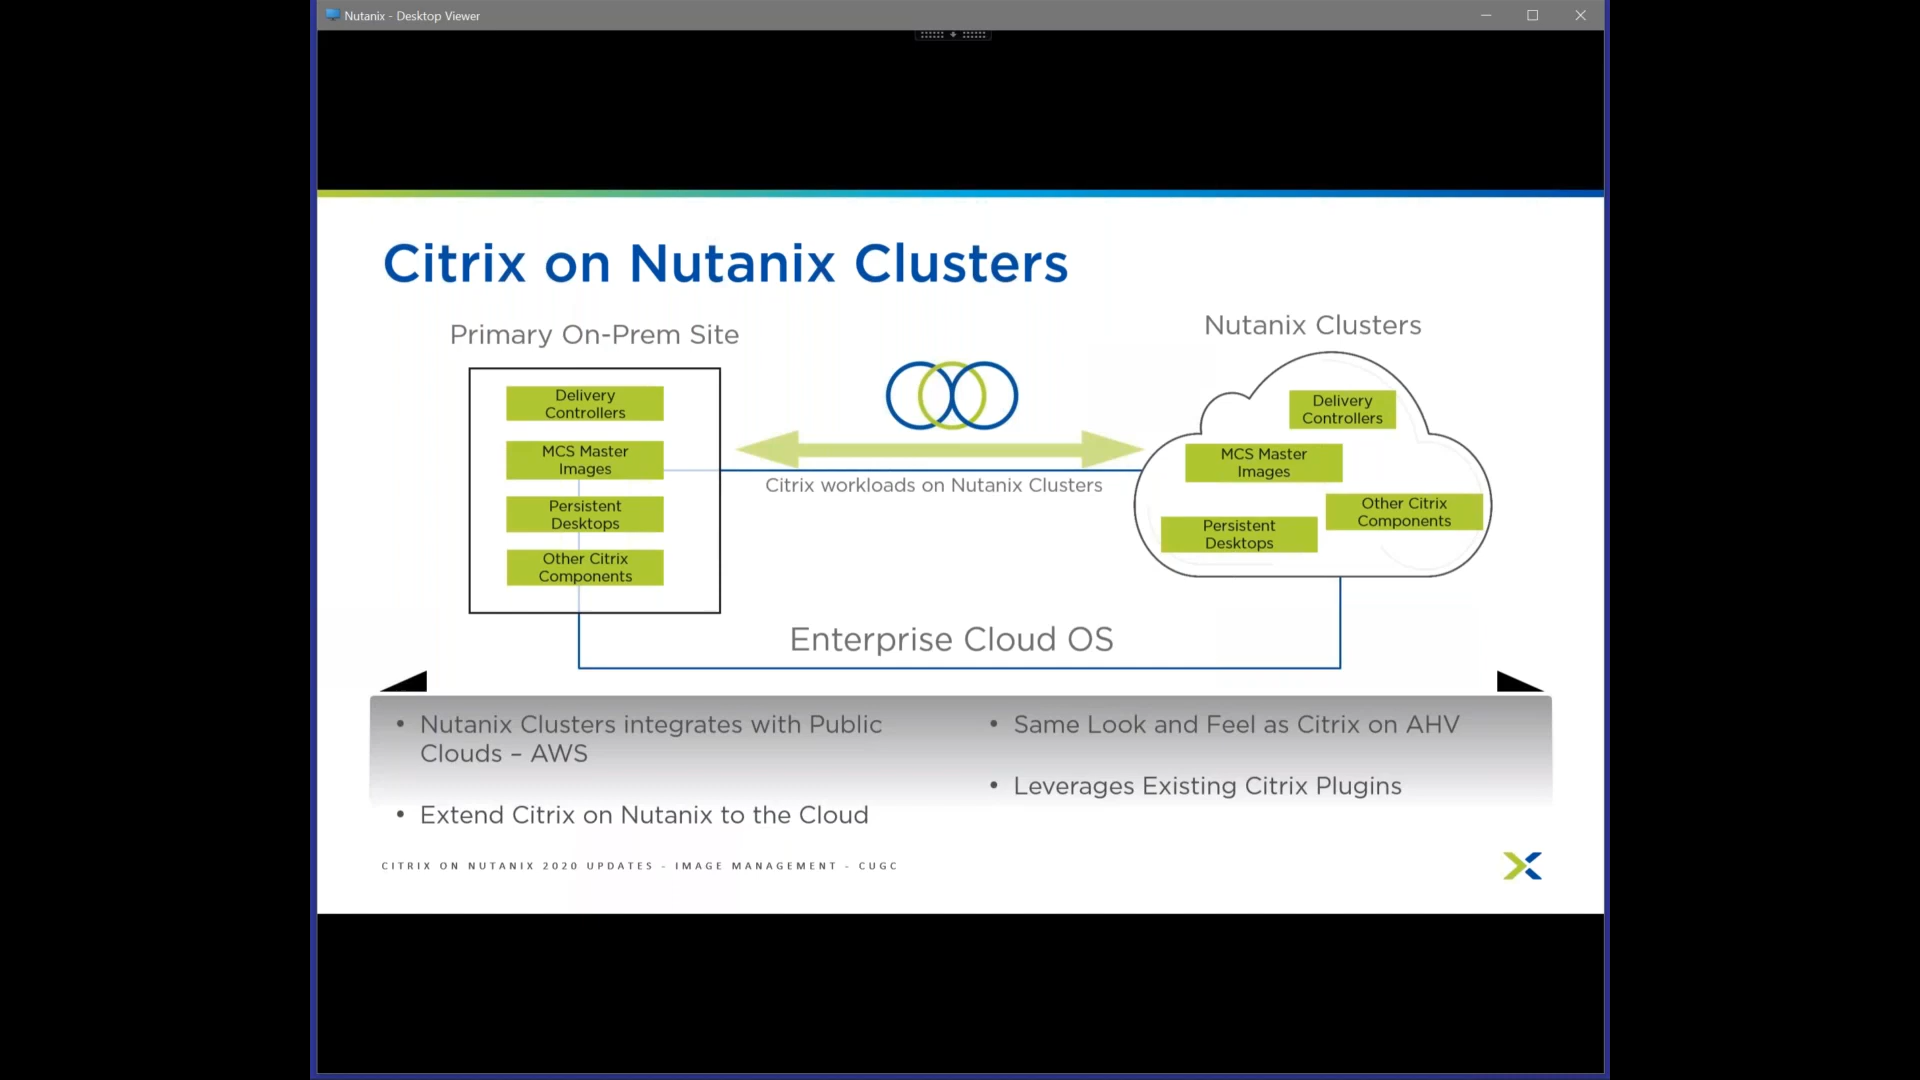 Nutanix - Desktop Viewer
Citrix on Nutanix Clusters
Primary On-Prem Site
Delivery
Controllers
MCS Master
Images
Persistent
Desktops
Other Citrix
Components
Citrix workloads on Nutanix Clusters
Nutanix Clusters
Delivery
Controllers
MCS Master
Images
Other Citrix
Components
Persistent
Desktops
Enterprise Cloud OS
• Nutanix Clusters integrates with Public
Clouds – AWS
• Extend Citrix on Nutanix to the Cloud
• Same Look and Feel as Citrix on AHV
• Leverages Existing Citrix Plugins
CITRIX ON NUTANIX 2020 UPDATES - IMAGE MANAGEMENT - CUGC